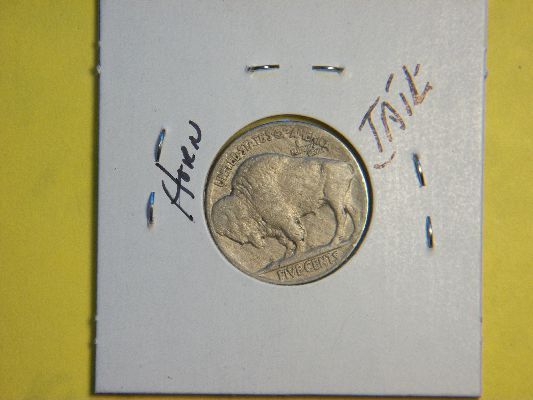 HORN
TAIL
UNITED STATES OF AMERICA
FIVE CENTS